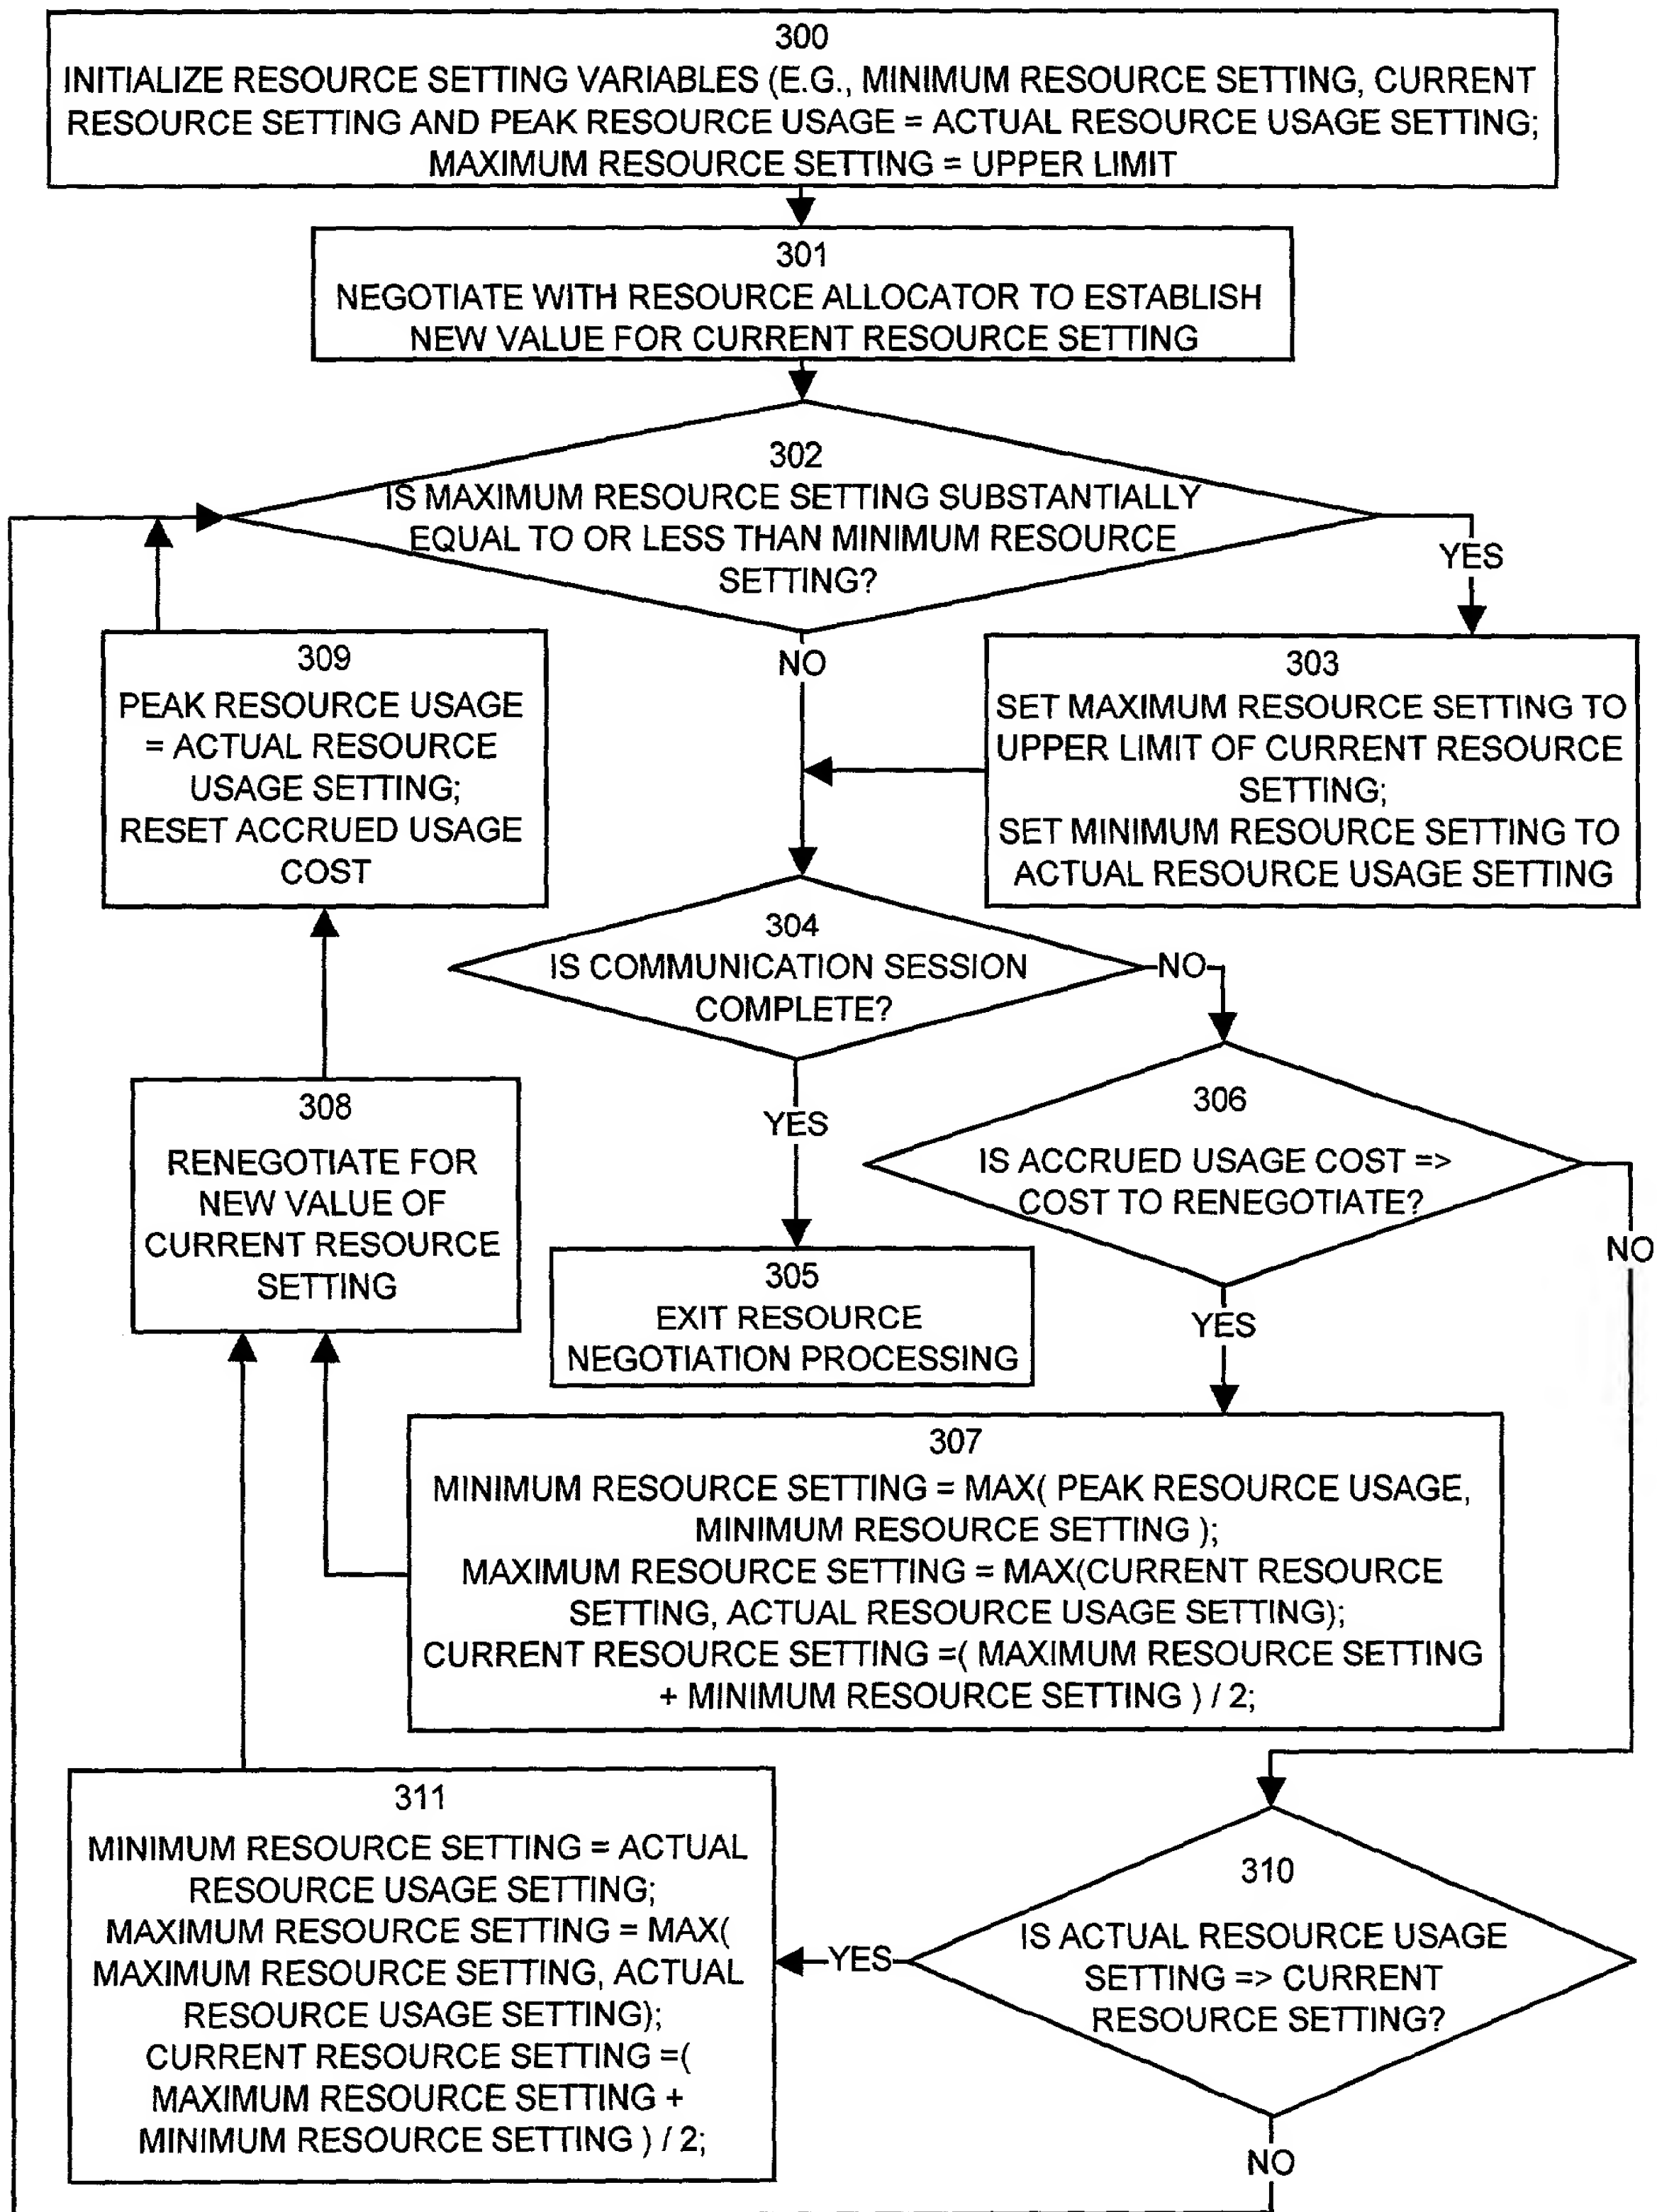 300
INITIALIZE RESOURCE SETTING VARIABLES (E.G., MINIMUM RESOURCE SETTING, CURRENT
RESOURCE SETTING AND PEAK RESOURCE USAGE = ACTUAL RESOURCE USAGE SETTING;
MAXIMUM RESOURCE SETTING = UPPER LIMIT
301
NEGOTIATE WITH RESOURCE ALLOCATOR TO ESTABLISH
NEW VALUE FOR CURRENT RESOURCE SETTING
302
IS MAXIMUM RESOURCE SETTING SUBSTANTIALLY
EQUAL TO OR LESS THAN MINIMUM RESOURCE
SETTING?
YES
NO
303
SET MAXIMUM RESOURCE SETTING TO
UPPER LIMIT OF CURRENT RESOURCE
SETTING;
SET MINIMUM RESOURCE SETTING TO
ACTUAL RESOURCE USAGE SETTING
309
PEAK RESOURCE USAGE
= ACTUAL RESOURCE
USAGE SETTING;
RESET ACCRUED USAGE
COST
304
IS COMMUNICATION SESSION
COMPLETE?
NO
YES
305
EXIT RESOURCE
NEGOTIATION PROCESSING
306
IS ACCRUED USAGE COST =>
COST TO RENEGOTIATE?
NO
YES
308
RENEGOTIATE FOR
NEW VALUE OF
CURRENT RESOURCE
SETTING
307
MINIMUM RESOURCE SETTING = MAX( PEAK RESOURCE USAGE,
MINIMUM RESOURCE SETTING );
MAXIMUM RESOURCE SETTING = MAX(CURRENT RESOURCE
SETTING, ACTUAL RESOURCE USAGE SETTING);
CURRENT RESOURCE SETTING =( MAXIMUM RESOURCE SETTING
+ MINIMUM RESOURCE SETTING ) / 2;
310
IS ACTUAL RESOURCE USAGE
SETTING => CURRENT
RESOURCE SETTING?
YES
NO
311
MINIMUM RESOURCE SETTING = ACTUAL
RESOURCE USAGE SETTING;
MAXIMUM RESOURCE SETTING = MAX(
MAXIMUM RESOURCE SETTING, ACTUAL
RESOURCE USAGE SETTING);
CURRENT RESOURCE SETTING =(
MAXIMUM RESOURCE SETTING +
MINIMUM RESOURCE SETTING ) / 2;